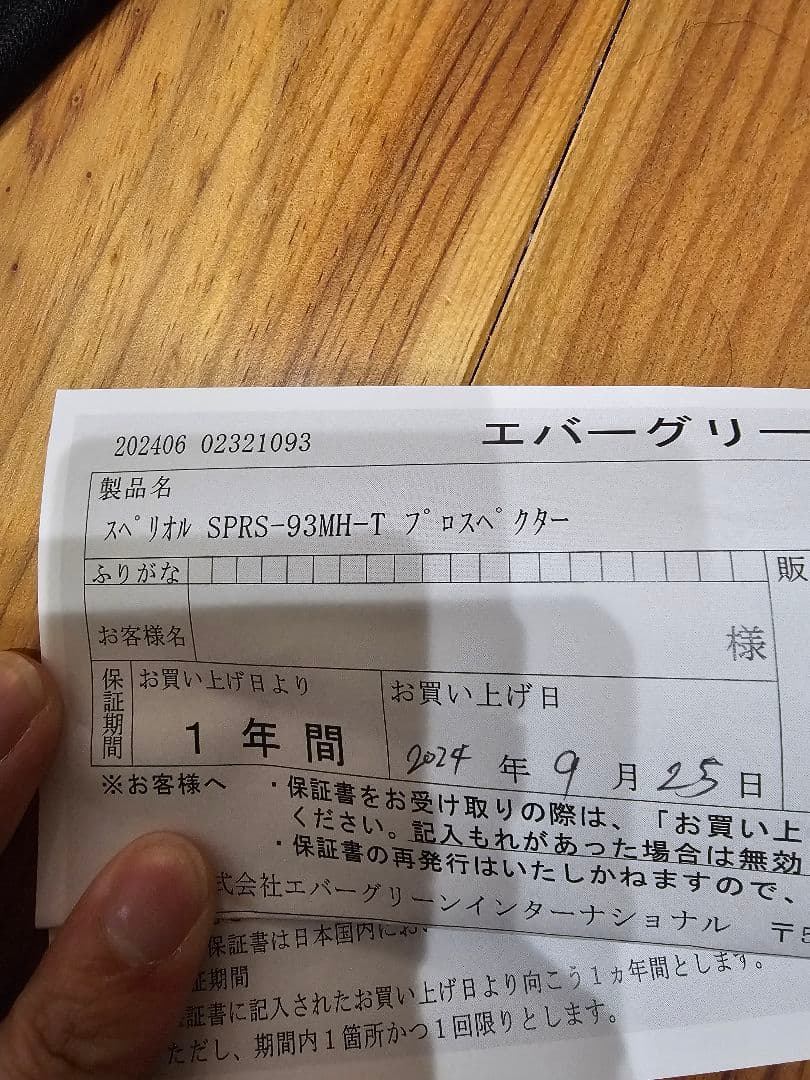 202406 02321093
エバーグリー
製品名
スペリオル SPRS-93MH-T プロスペクター
ふりがな
販
お客様名
様
保証期間
お買い上げ日より
1年間
お買い上げ日
2024 年 9 月 25 日
※お客様へ ・保証書をお受け取りの際は、「お買い上
ください。記入もれがあった場合は無効
・保証書の再発行はいたしかねますので、
式会社エバーグリーンインターナショナル 〒5
保証書は日本国内にお
証期間
証書に記入されたお買い上げ日より向こう1ヵ年間とします。
ただし、期間内1箇所かつ1回限りとします。